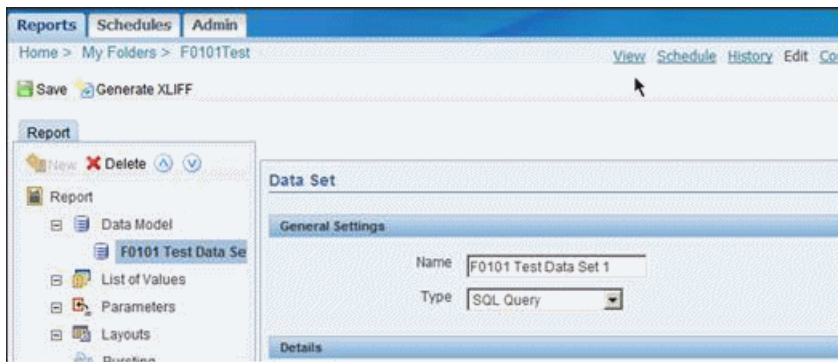 Reports Schedules Admin
Home > My Folders > F0101Test
View Schedule History Edit Co
Save Generate XLIFF
Report
New Delete
Report
Data Model
F0101 Test Data Se
List of Values
Parameters
Layouts
Bursting
Data Set
General Settings
Name F0101 Test Data Set 1
Type SQL Query
Details